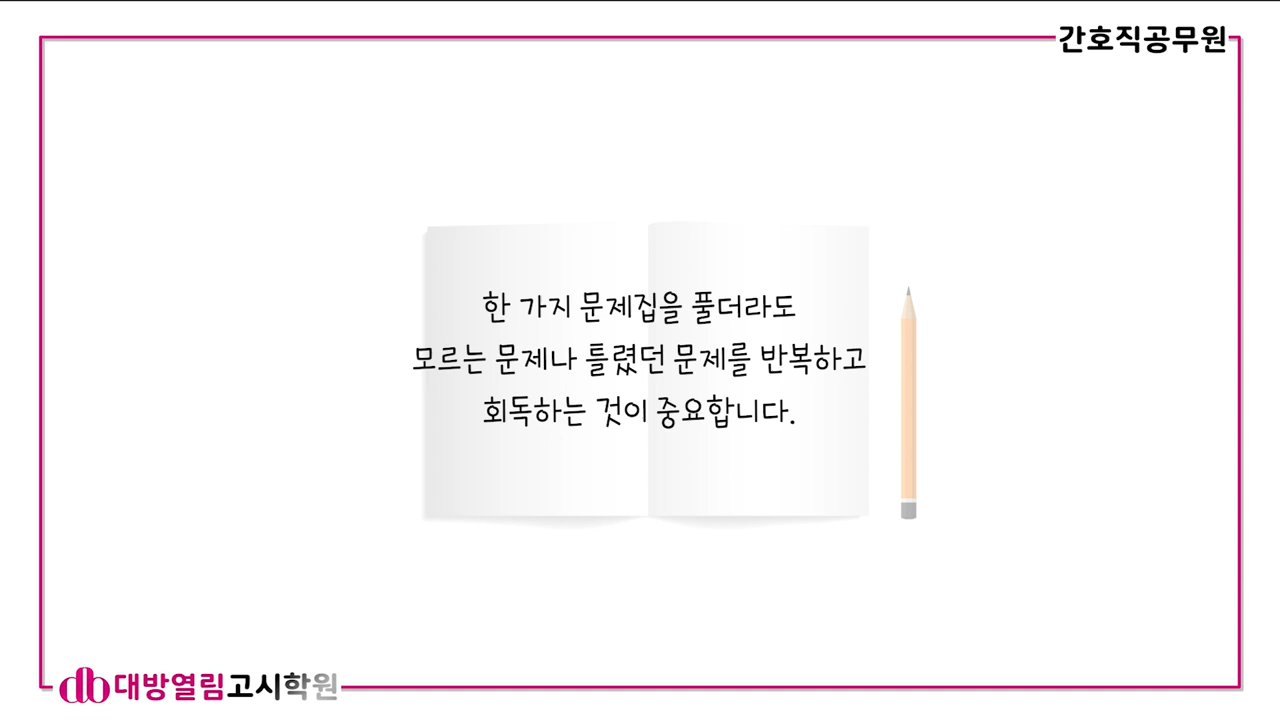 간호직공무원
한 가지 문제집을 풀더라도
모르는 문제나 틀렸던 문제를 반복하고
회독하는 것이 중요합니다.
db 대방열림고시학원